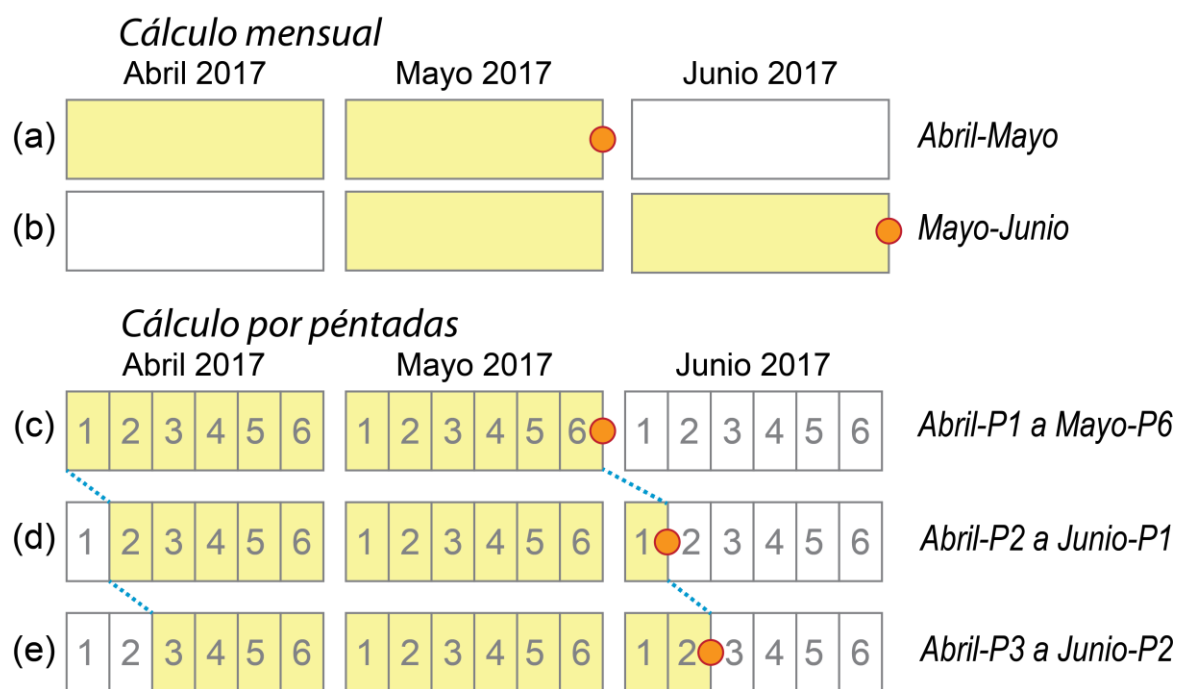 Cálculo mensual
Abril 2017 Mayo 2017 Junio 2017
(a) Abril-Mayo
(b) Mayo-Junio
Cálculo por péntadas
Abril 2017 Mayo 2017 Junio 2017
(c) 1 2 3 4 5 6 1 2 3 4 5 6 1 2 3 4 5 6 Abril-P1 a Mayo-P6
(d) 1 2 3 4 5 6 1 2 3 4 5 6 1 2 3 4 5 6 Abril-P2 a Junio-P1
(e) 1 2 3 4 5 6 1 2 3 4 5 6 1 2 3 4 5 6 Abril-P3 a Junio-P2